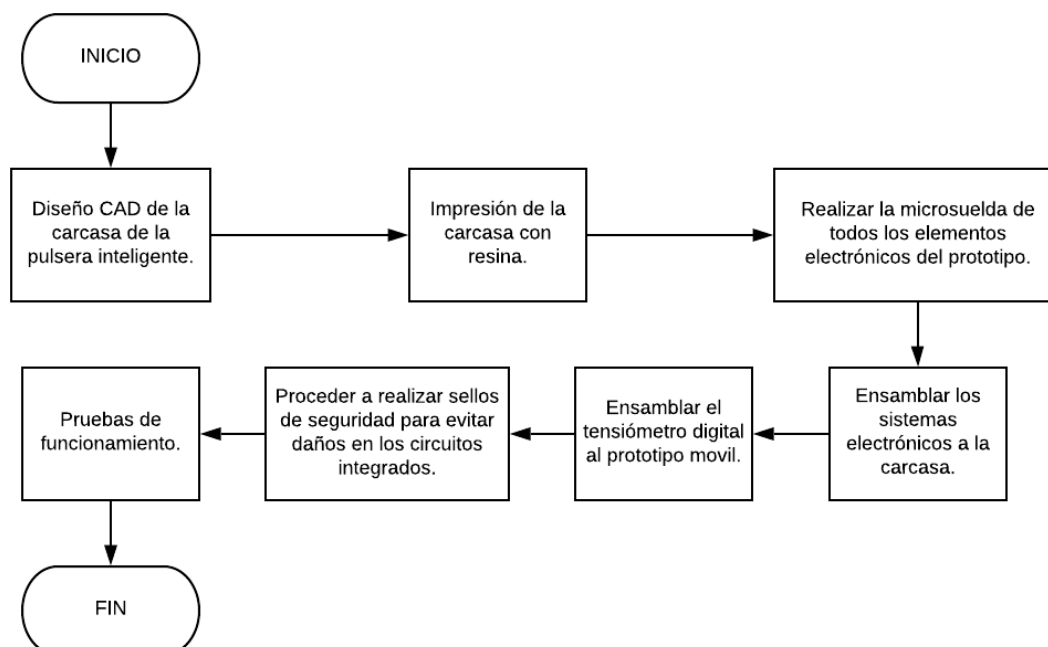 INICIO
Diseño CAD de la
carcasa de la
pulsera inteligente.
Impresión de la
carcasa con
resina.
Realizar la microsuelda de
todos los elementos
electrónicos del prototipo.
Ensamblar los
sistemas
electrónicos a la
carcasa.
Ensamblar el
tensiómetro digital
al prototipo movil.
Proceder a realizar sellos
de seguridad para evitar
daños en los circuitos
integrados.
Pruebas de
funcionamiento.
FIN